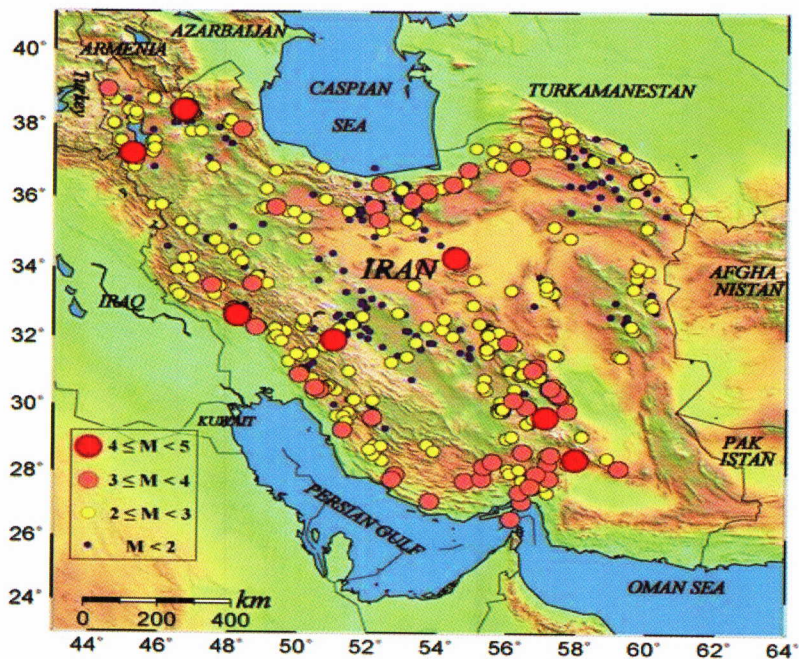 40°
38°
36°
34°
32°
30°
28°
26°
24°
ARMENIA
AZARBAIJAN
Turkey
CASPIAN
SEA
TURKAMANESTAN
IRAN
IRAQ
AFGHA
NISTAN
KUWAIT
PAK
ISTAN
PERSIAN GULF
OMAN SEA
4 ≤ M < 5
3 ≤ M < 4
2 ≤ M < 3
M < 2
km
0 200 400
44° 46° 48° 50° 52° 54° 56° 58° 60° 62° 64°